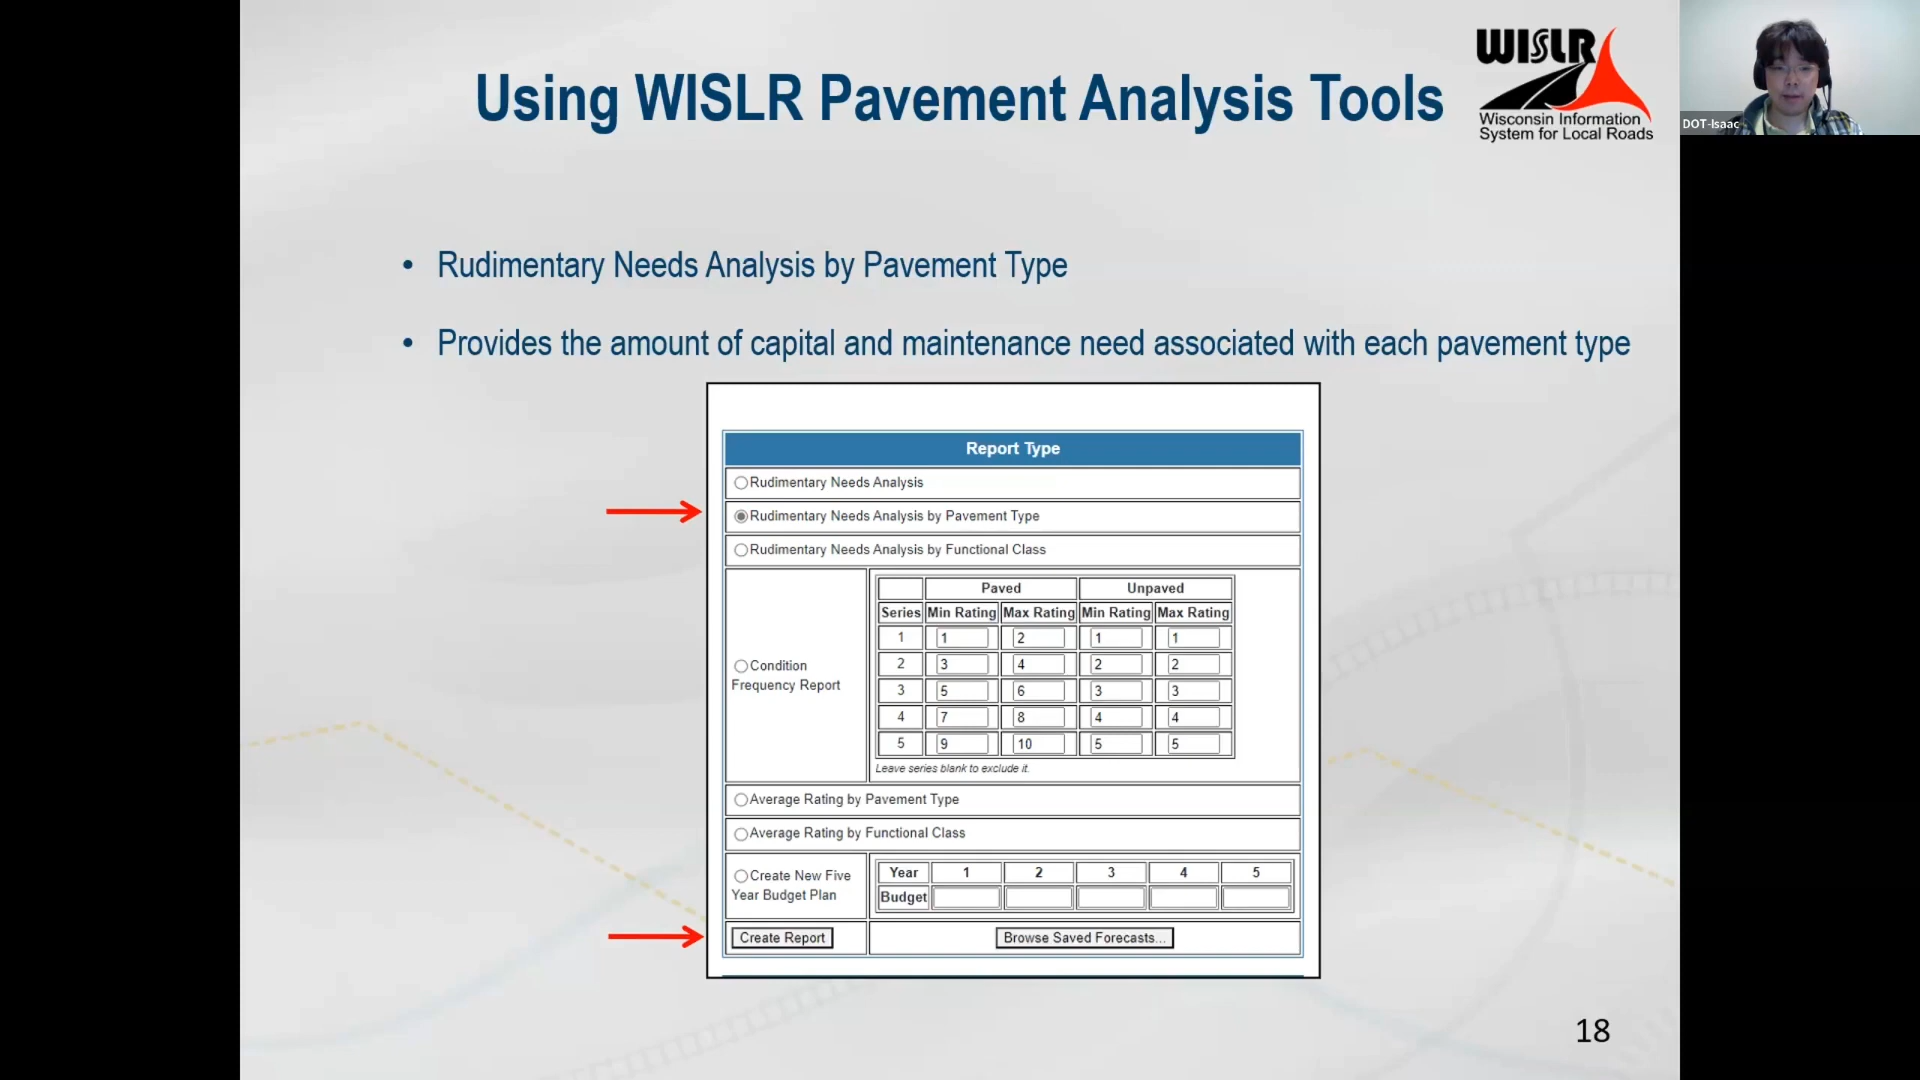 Using WISLR Pavement Analysis Tools
WISLR
Wisconsin Information
System for Local Roads
DOT-Isaac
• Rudimentary Needs Analysis by Pavement Type
• Provides the amount of capital and maintenance need associated with each pavement type
Report Type
Rudimentary Needs Analysis
Rudimentary Needs Analysis by Pavement Type
Rudimentary Needs Analysis by Functional Class
Condition
Frequency Report
Paved Unpaved
Series Min Rating Max Rating Min Rating Max Rating
1 1 2 1 1
2 3 4 2 2
3 5 6 3 3
4 7 8 4 4
5 9 10 5 5
Leave series blank to exclude it.
Average Rating by Pavement Type
Average Rating by Functional Class
Create New Five
Year Budget Plan
Year 1 2 3 4 5
Budget
Create Report Browse Saved Forecasts...
18